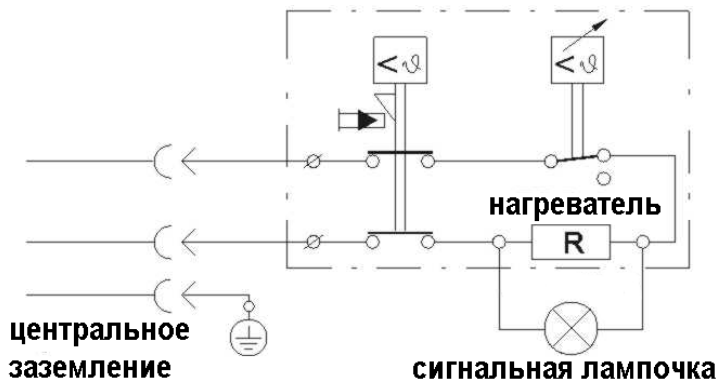 < ϑ
< ϑ
нагреватель
R
центральное
заземление
сигнальная лампочка